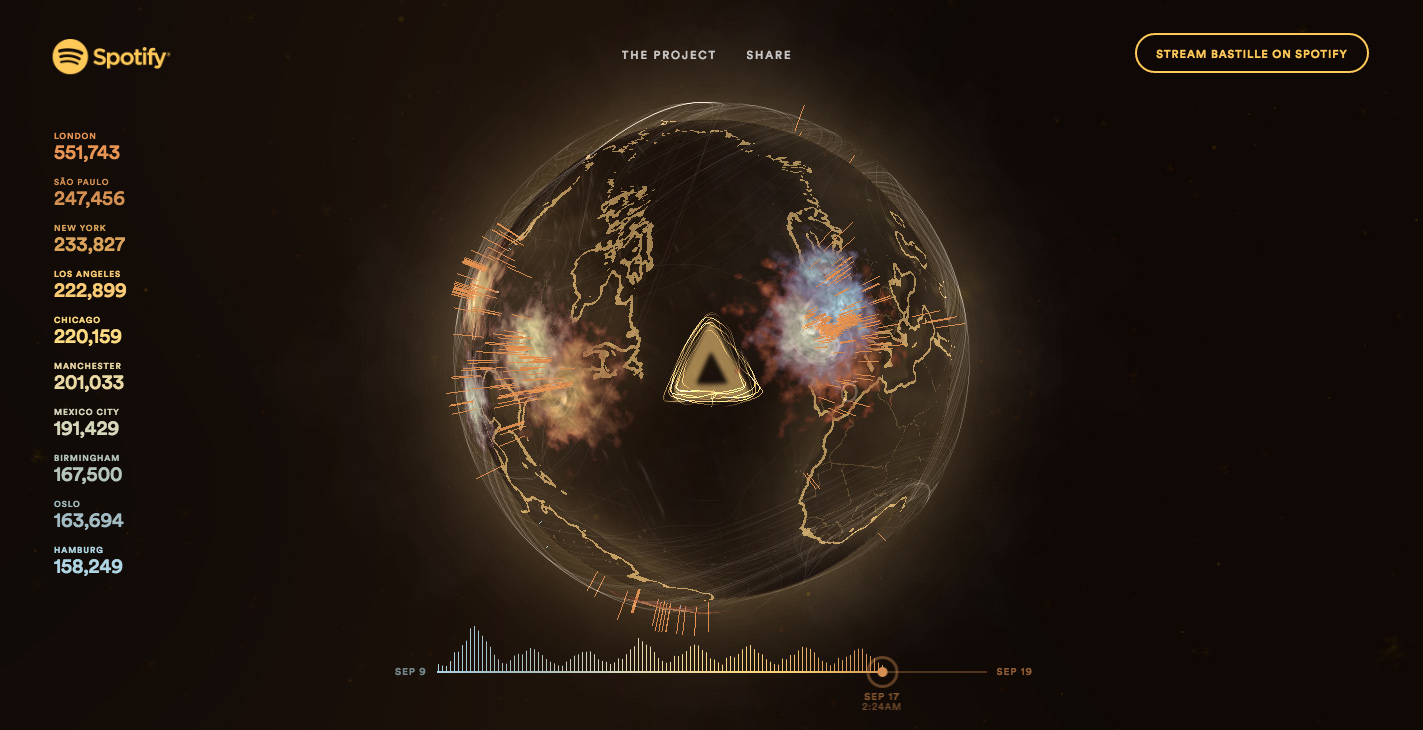 Spotify
THE PROJECT SHARE
STREAM BASTILLE ON SPOTIFY
LONDON
551,743
SÃO PAULO
247,456
NEW YORK
233,827
LOS ANGELES
222,899
CHICAGO
220,159
MANCHESTER
201,033
MEXICO CITY
191,429
BIRMINGHAM
167,500
OSLO
163,694
HAMBURG
158,249
SEP 9
SEP 19
SEP 17
2:24AM